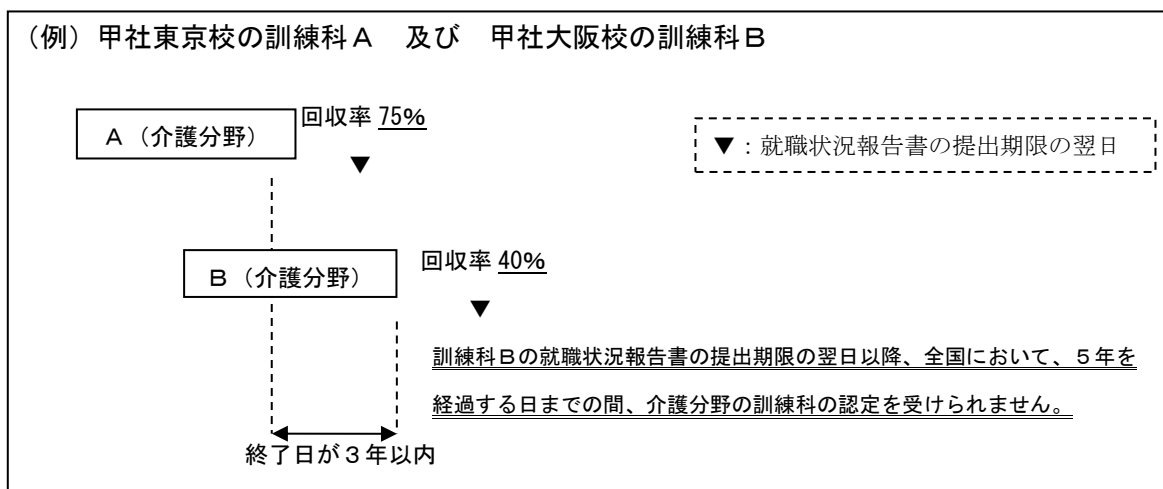 （例）甲社東京校の訓練科Ａ　及び　甲社大阪校の訓練科Ｂ
Ａ（介護分野）
回収率 75%
▼
▼：就職状況報告書の提出期限の翌日
Ｂ（介護分野）
回収率 40%
▼
訓練科Ｂの就職状況報告書の提出期限の翌日以降、全国において、５年を
経過する日までの間、介護分野の訓練科の認定を受けられません。
終了日が３年以内